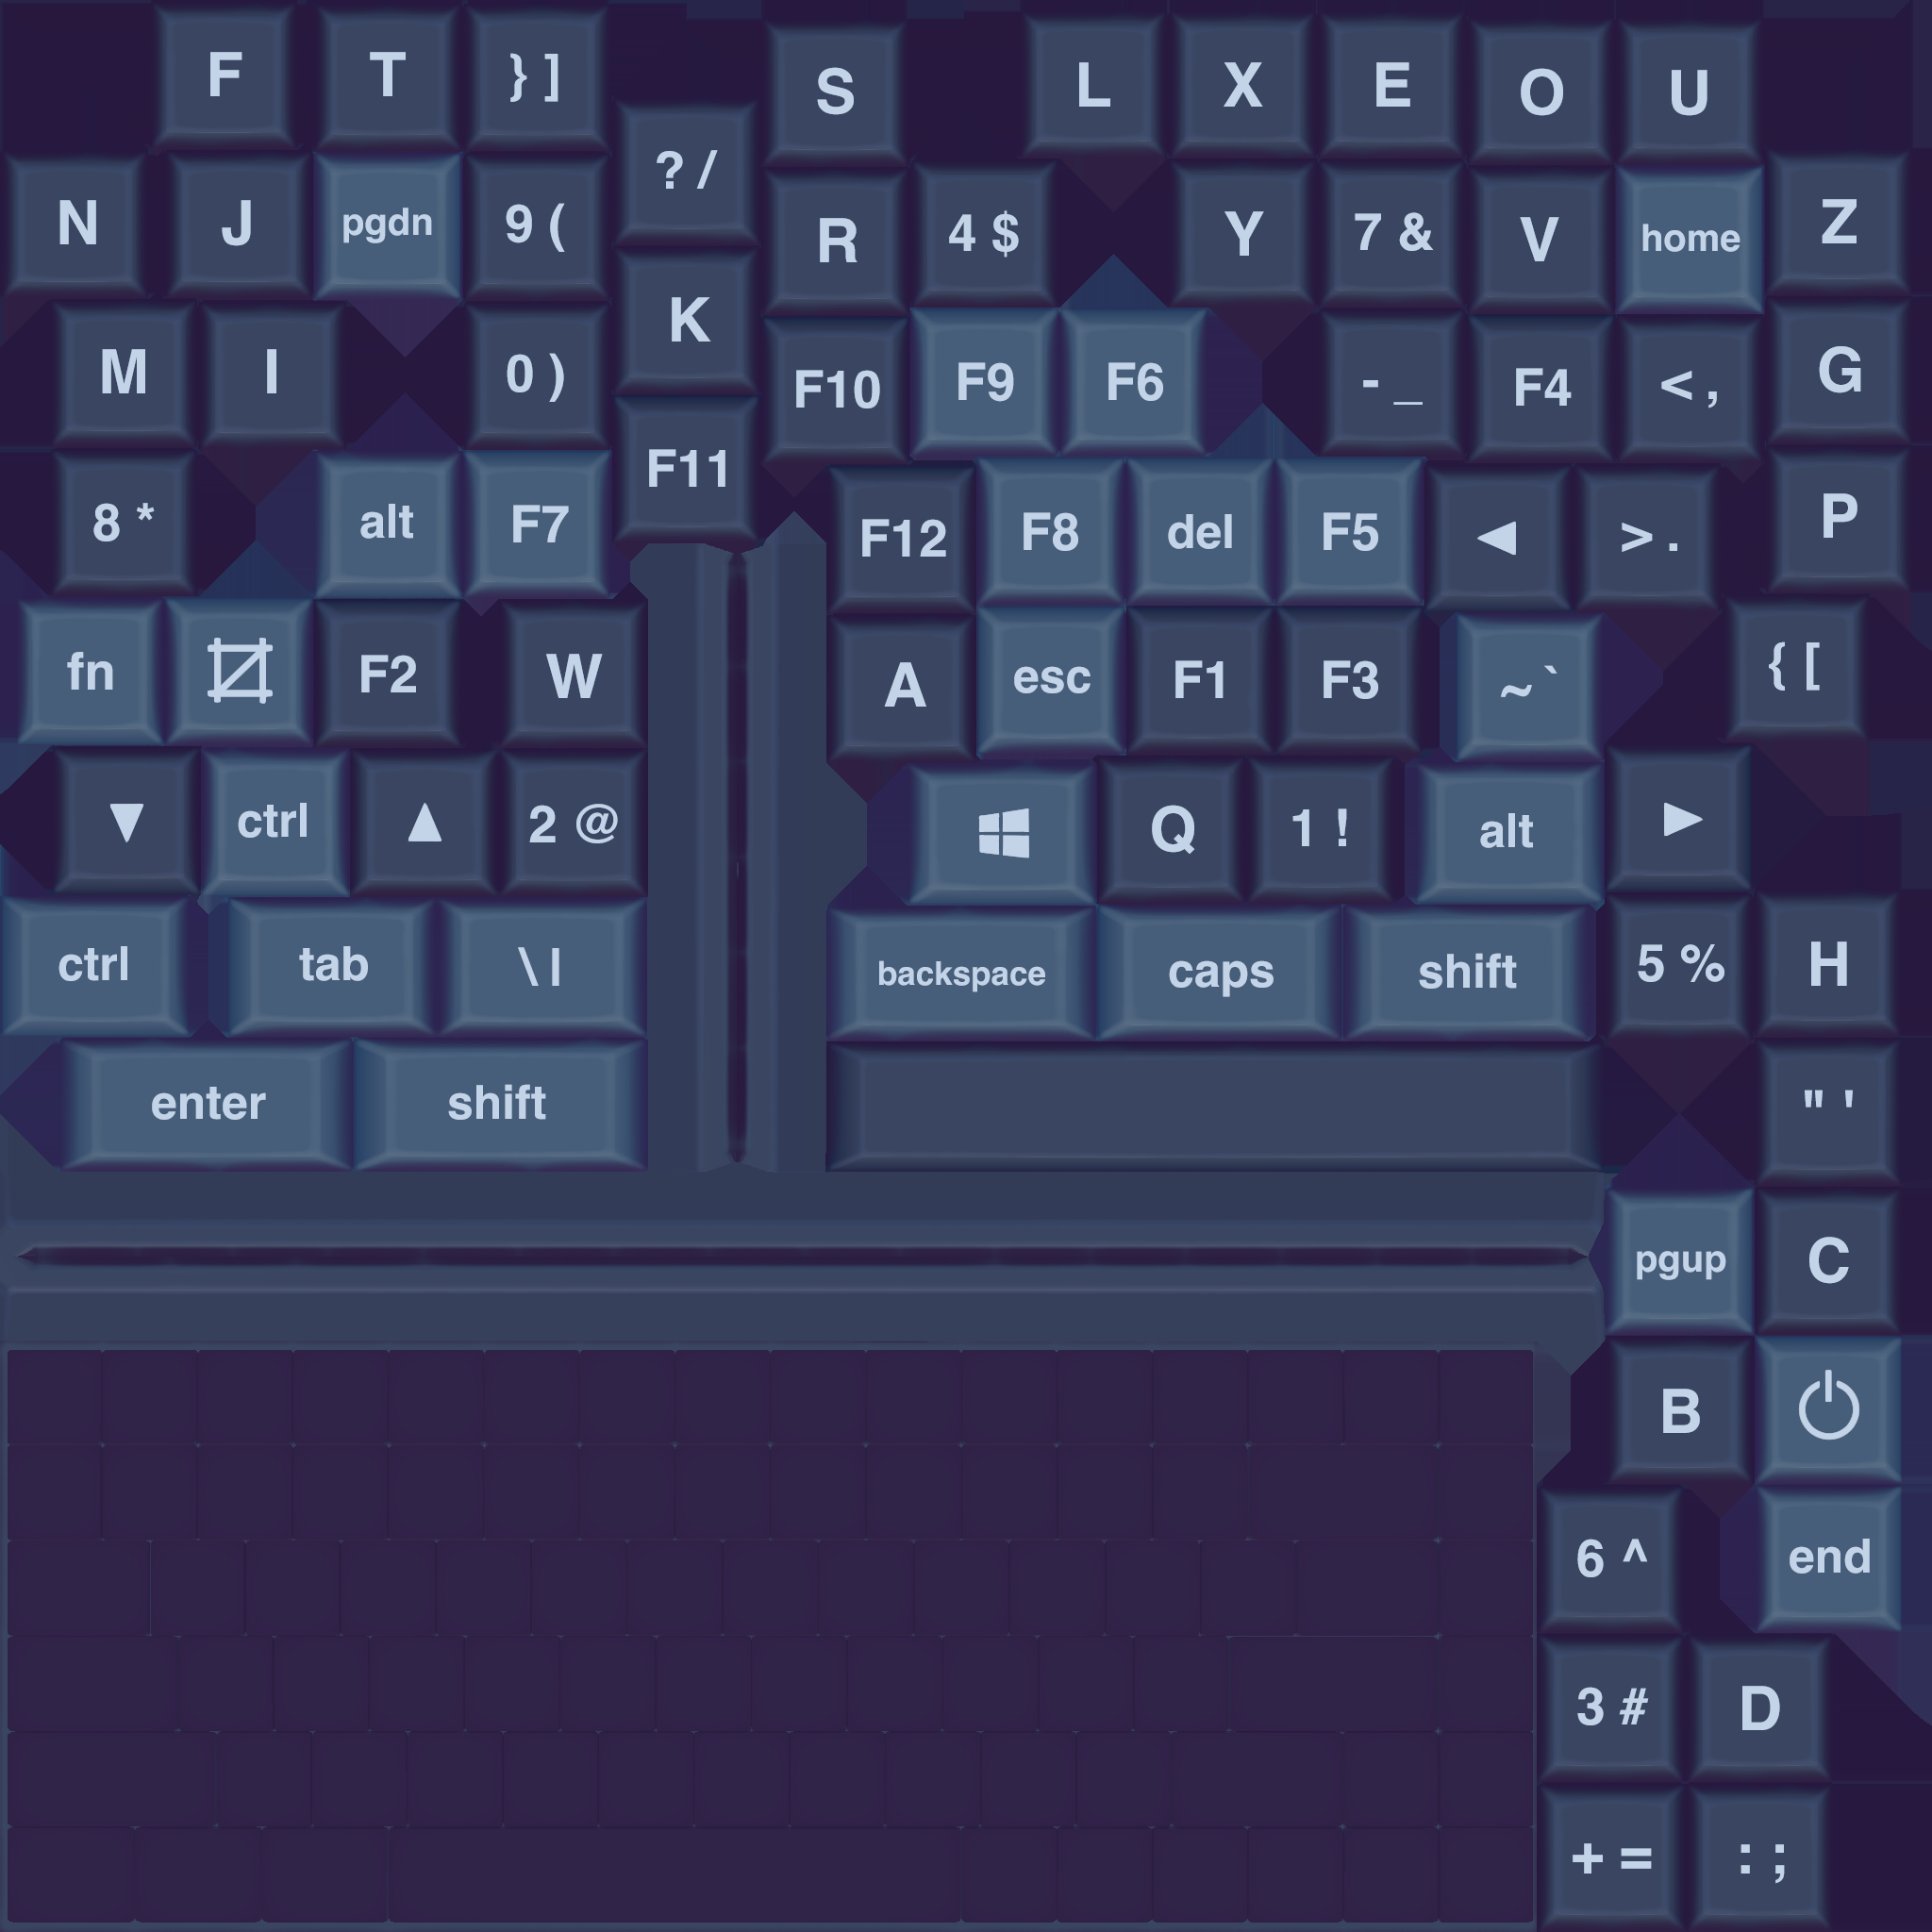 F T } ] S L X E O U
? /
N J pgdn 9 ( R 4 $ Y 7 & V home Z
K
M I 0 ) F10 F9 F6 - _ F4 < , G
F11
8 * alt F7 F12 F8 del F5 ◀ > . P
fn F2 W A esc F1 F3 ~ ` { [
▼ ctrl ▲ 2 @ Q 1 ! alt ▶
ctrl tab \ | backspace caps shift 5 % H
enter shift " '
pgup C
B
6 ^ end
3 # D
+ = : ;